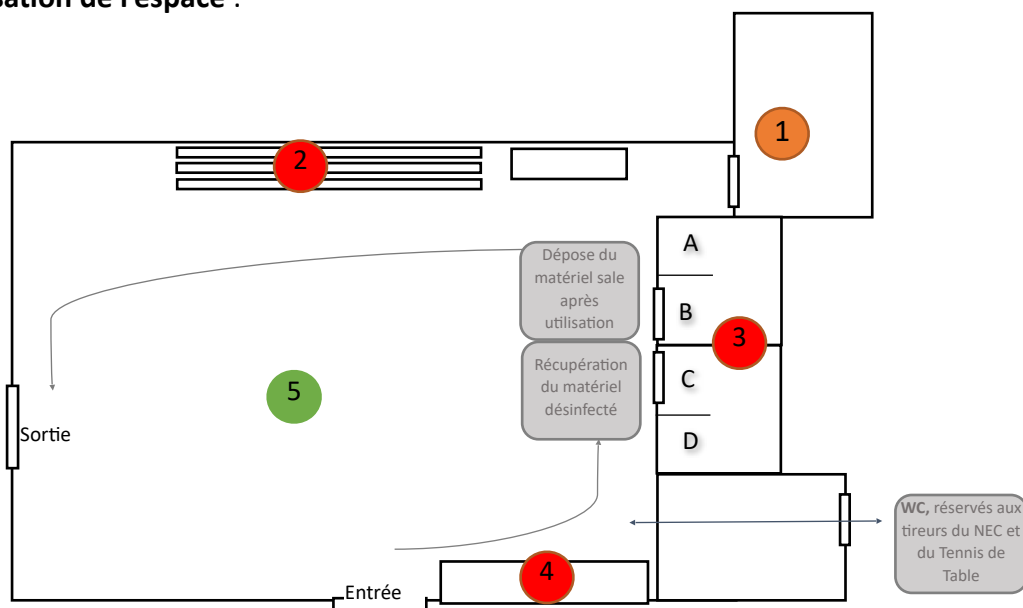 sation de l'espace :
1
2
A
Dépose du
matériel sale
après
utilisation
B
3
Récupération
du matériel
désinfecté
C
5
Sortie
D
WC, réservés aux
tireurs du NEC et
du Tennis de
Table
4
Entrée